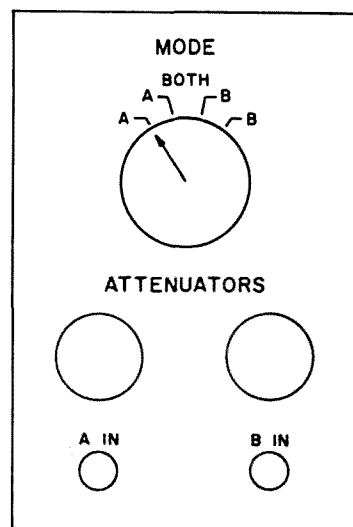 MODE
BOTH
A B
A B
ATTENUATORS
A IN B IN